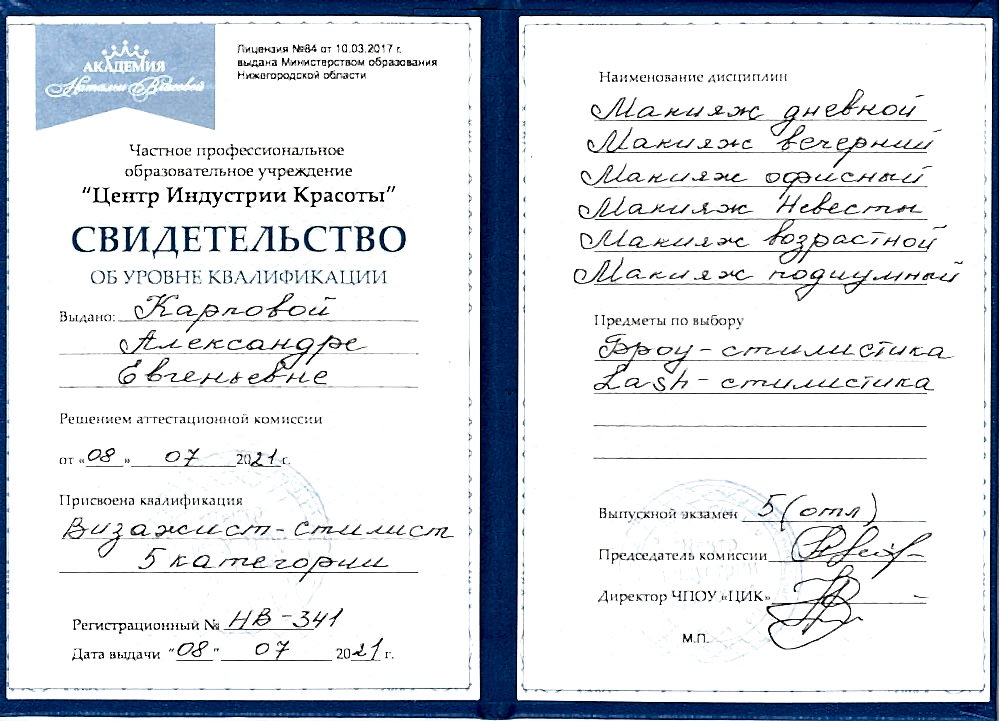 АКАДЕМИЯ
Натальи Власовой
Лицензия №84 от 10.03.2017 г.
выдана Министерством образования
Нижегородской области
Частное профессиональное
образовательное учреждение
"Центр Индустрии Красоты"
СВИДЕТЕЛЬСТВО
ОБ УРОВНЕ КВАЛИФИКАЦИИ
Выдано: Карповой
Александре
Евгеньевне
Решением аттестационной комиссии
от «08» 07 2021 г.
Присвоена квалификация
Визажист-стилист
5 категории
Регистрационный № НВ-341
Дата выдачи "08" 07 2021 г.
Наименование дисциплин
Макияж дневной
Макияж вечерний
Макияж офисный
Макияж Невесты
Макияж возрастной
Макияж подиумный
Предметы по выбору
Броу-стилистика
Lash-стилистика
Выпускной экзамен 5 (отл)
Председатель комиссии
Директор ЧПОУ «ЦИК»
М.П.